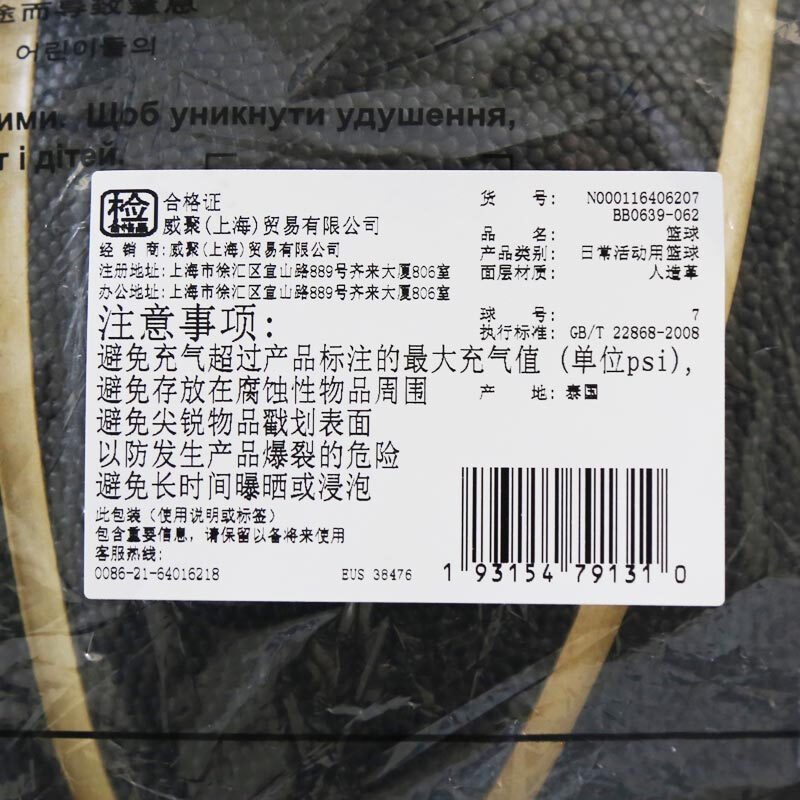 途而导致窒息
어린이들의
ими. Щоб уникнути удушення,
т і дітей.
检
合格品
合格证
威聚(上海)贸易有限公司
经 销 商:威聚(上海)贸易有限公司
注册地址:上海市徐汇区宜山路889号齐来大厦806室
办公地址:上海市徐汇区宜山路889号齐来大厦806室
货 号: N000116406207
BB0639-062
品 名: 篮球
产品类别: 日常活动用篮球
面层材质: 人造革
球 号: 7
执行标准: GB/T 22868-2008
产 地: 泰国
注意事项:
避免充气超过产品标注的最大充气值 (单位psi),
避免存放在腐蚀性物品周围
避免尖锐物品戳划表面
以防发生产品爆裂的危险
避免长时间曝晒或浸泡
此包装(使用说明或标签)
包含重要信息, 请保留以备将来使用
客服热线:
0086-21-64016218
EUS 38476
1 93154 79131 0